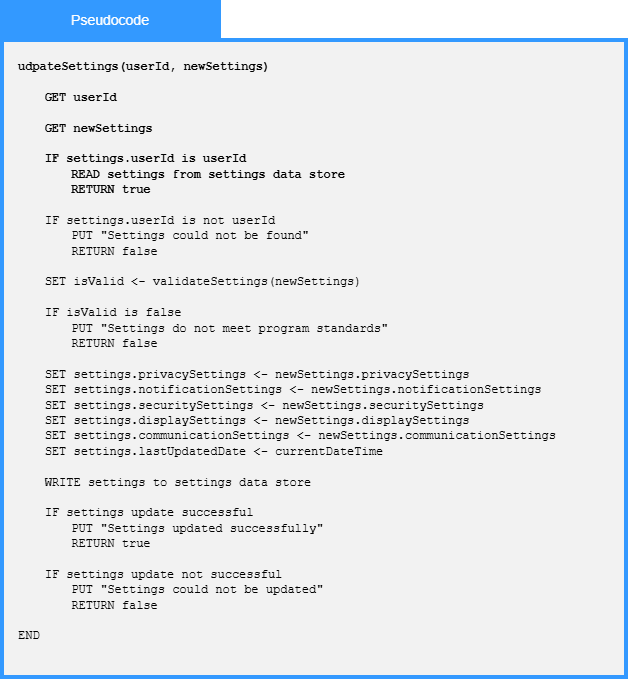 Pseudocode
udpateSettings(userId, newSettings)
GET userId
GET newSettings
IF settings.userId is userId
READ settings from settings data store
RETURN true
IF settings.userId is not userId
PUT "Settings could not be found"
RETURN false
SET isValid <- validateSettings(newSettings)
IF isValid is false
PUT "Settings do not meet program standards"
RETURN false
SET settings.privacySettings <- newSettings.privacySettings
SET settings.notificationSettings <- newSettings.notificationSettings
SET settings.securitySettings <- newSettings.securitySettings
SET settings.displaySettings <- newSettings.displaySettings
SET settings.communicationSettings <- newSettings.communicationSettings
SET settings.lastUpdatedDate <- currentDateTime
WRITE settings to settings data store
IF settings update successful
PUT "Settings updated successfully"
RETURN true
IF settings update not successful
PUT "Settings could not be updated"
RETURN false
END